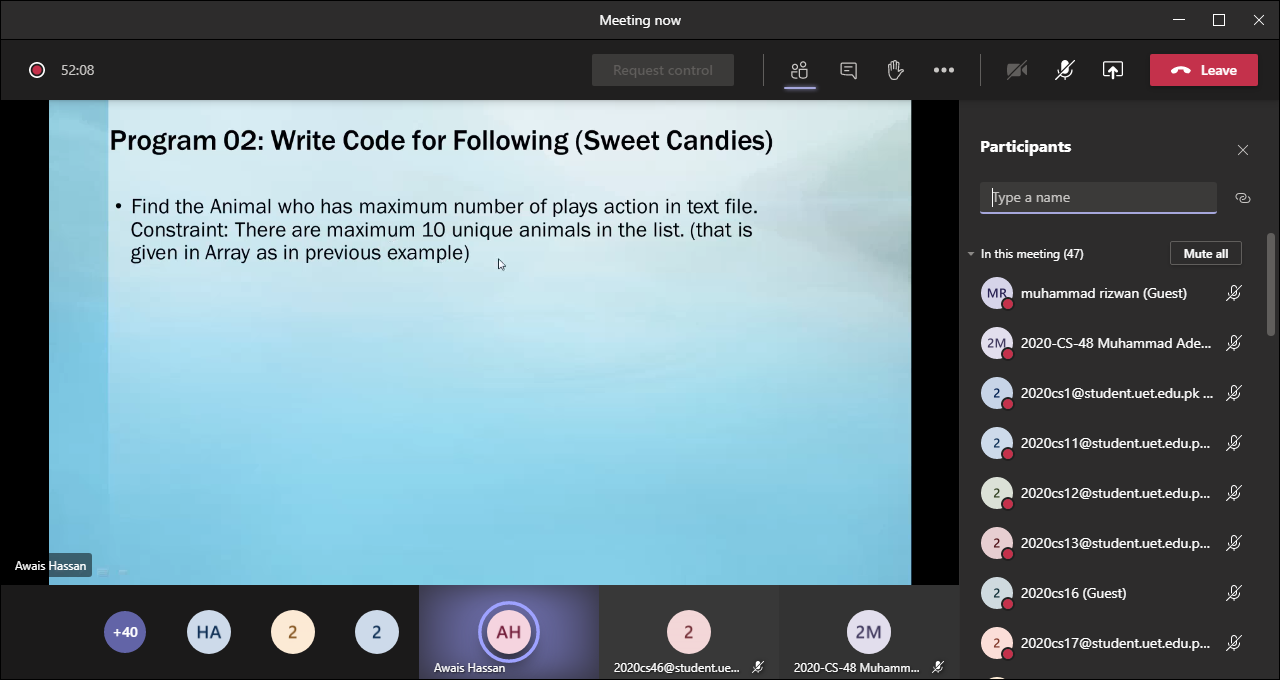 Meeting now
52:08
Request control
Leave
Program 02: Write Code for Following (Sweet Candies)
• Find the Animal who has maximum number of plays action in text file.
Constraint: There are maximum 10 unique animals in the list. (that is
given in Array as in previous example)
Awais Hassan
+40
HA
2
2
AH
Awais Hassan
2
2020cs46@student.ue...
2M
2020-CS-48 Muhamm...
Participants
Type a name
In this meeting (47)
Mute all
MR
muhammad rizwan (Guest)
2M
2020-CS-48 Muhammad Ade...
2
2020cs1@student.uet.edu.pk ...
2
2020cs11@student.uet.edu.p...
2
2020cs12@student.uet.edu.p...
2
2020cs13@student.uet.edu.p...
2
2020cs16 (Guest)
2
2020cs17@student.uet.edu.p...